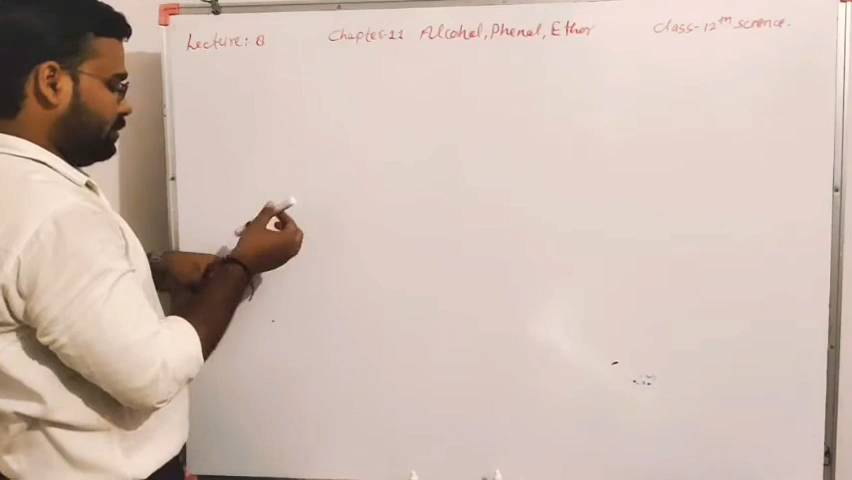 Lecture: 8 Chapter-11 Alcohol, Phenol, Ether Class-12th science.